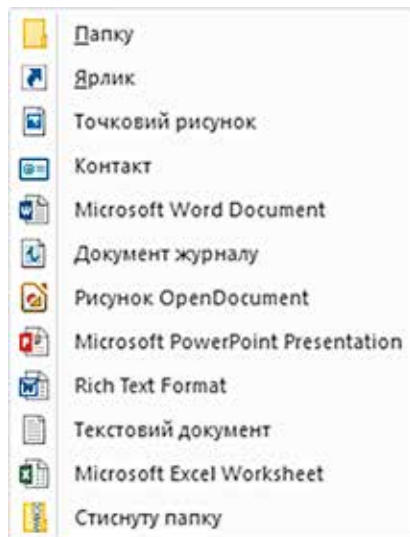 Папку
Ярлик
Точковий рисунок
Контакт
Microsoft Word Document
Документ журналу
Рисунок OpenDocument
Microsoft PowerPoint Presentation
Rich Text Format
Текстовий документ
Microsoft Excel Worksheet
Стиснуту папку